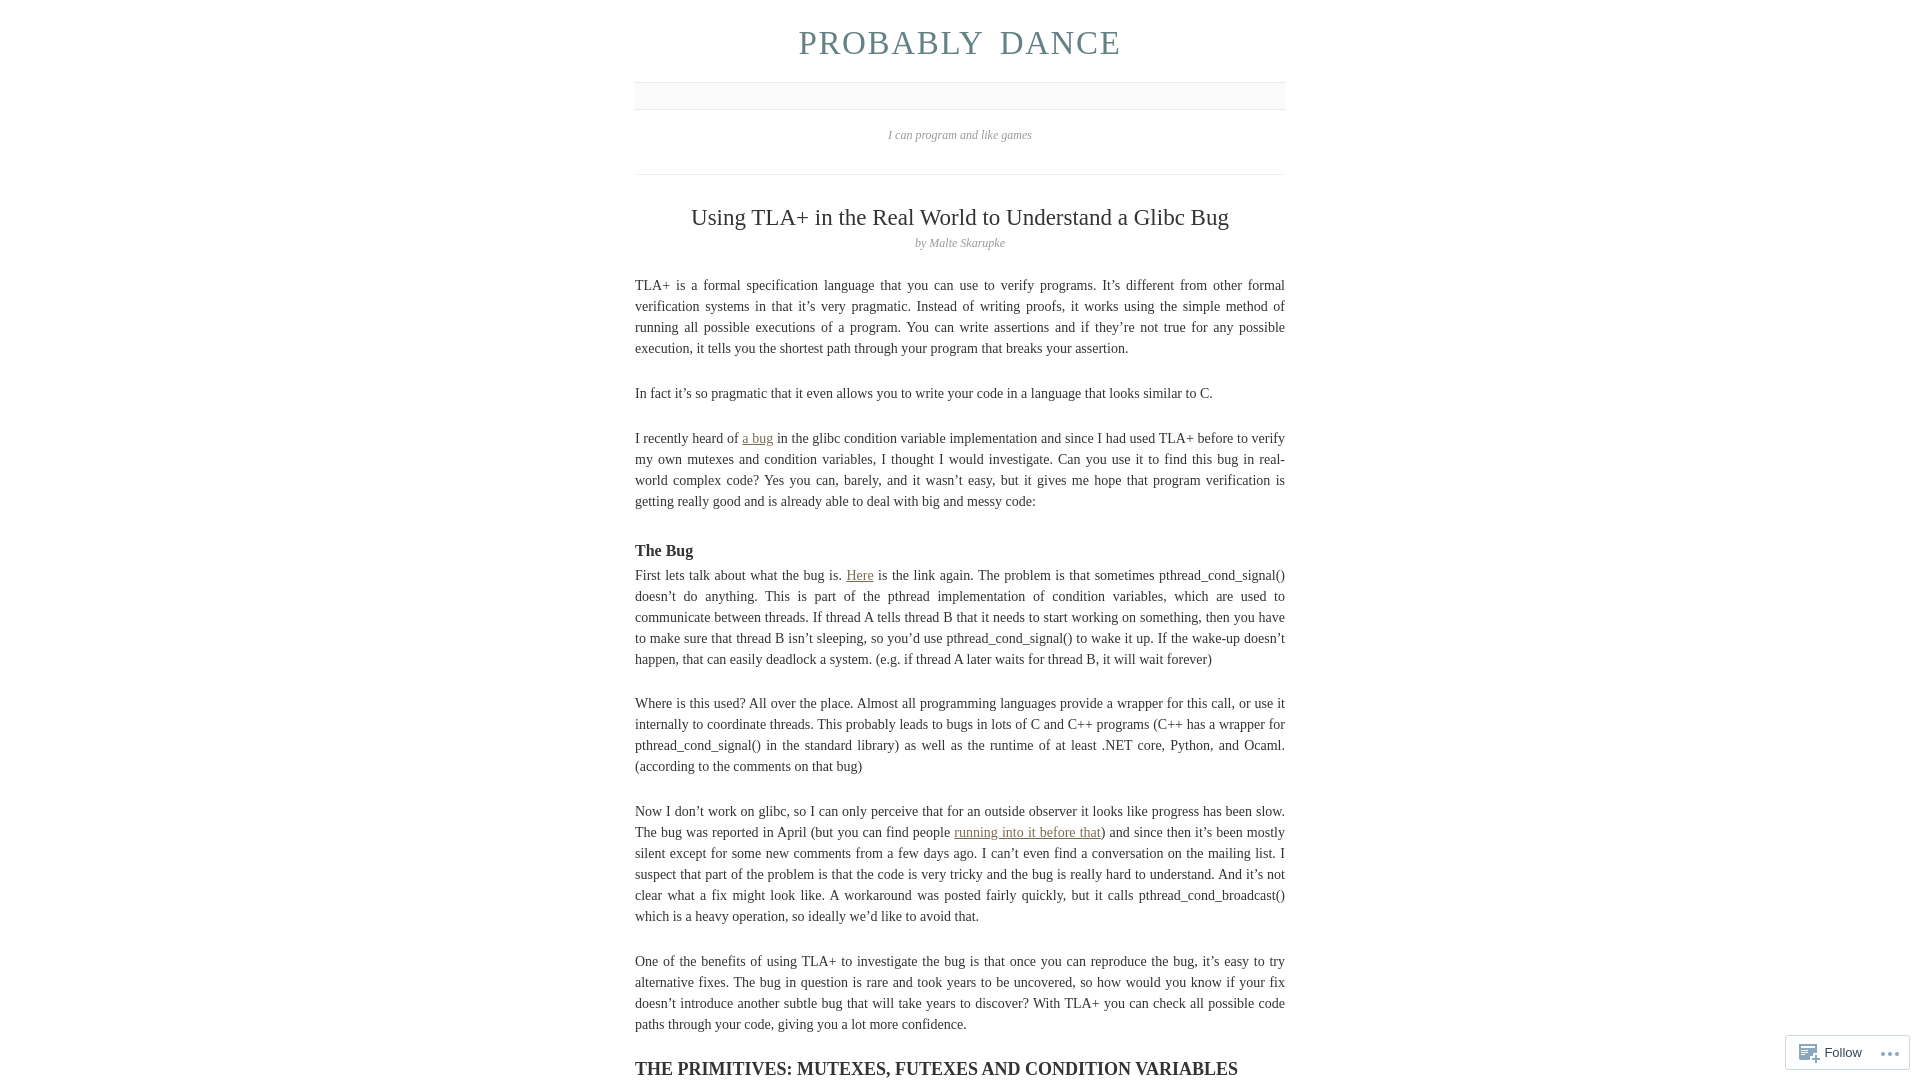 PROBABLY DANCE
I can program and like games
Using TLA+ in the Real World to Understand a Glibc Bug
by Malte Skarupke
TLA+ is a formal specification language that you can use to verify programs. It’s different from other formal
verification systems in that it’s very pragmatic. Instead of writing proofs, it works using the simple method of
running all possible executions of a program. You can write assertions and if they’re not true for any possible
execution, it tells you the shortest path through your program that breaks your assertion.
In fact it’s so pragmatic that it even allows you to write your code in a language that looks similar to C.
I recently heard of a bug in the glibc condition variable implementation and since I had used TLA+ before to verify
my own mutexes and condition variables, I thought I would investigate. Can you use it to find this bug in real-
world complex code? Yes you can, barely, and it wasn’t easy, but it gives me hope that program verification is
getting really good and is already able to deal with big and messy code:
The Bug
First lets talk about what the bug is. Here is the link again. The problem is that sometimes pthread_cond_signal()
doesn’t do anything. This is part of the pthread implementation of condition variables, which are used to
communicate between threads. If thread A tells thread B that it needs to start working on something, then you have
to make sure that thread B isn’t sleeping, so you’d use pthread_cond_signal() to wake it up. If the wake-up doesn’t
happen, that can easily deadlock a system. (e.g. if thread A later waits for thread B, it will wait forever)
Where is this used? All over the place. Almost all programming languages provide a wrapper for this call, or use it
internally to coordinate threads. This probably leads to bugs in lots of C and C++ programs (C++ has a wrapper for
pthread_cond_signal() in the standard library) as well as the runtime of at least .NET core, Python, and Ocaml.
(according to the comments on that bug)
Now I don’t work on glibc, so I can only perceive that for an outside observer it looks like progress has been slow.
The bug was reported in April (but you can find people running into it before that) and since then it’s been mostly
silent except for some new comments from a few days ago. I can’t even find a conversation on the mailing list. I
suspect that part of the problem is that the code is very tricky and the bug is really hard to understand. And it’s not
clear what a fix might look like. A workaround was posted fairly quickly, but it calls pthread_cond_broadcast()
which is a heavy operation, so ideally we’d like to avoid that.
One of the benefits of using TLA+ to investigate the bug is that once you can reproduce the bug, it’s easy to try
alternative fixes. The bug in question is rare and took years to be uncovered, so how would you know if your fix
doesn’t introduce another subtle bug that will take years to discover? With TLA+ you can check all possible code
paths through your code, giving you a lot more confidence.
THE PRIMITIVES: MUTEXES, FUTEXES AND CONDITION VARIABLES
Follow